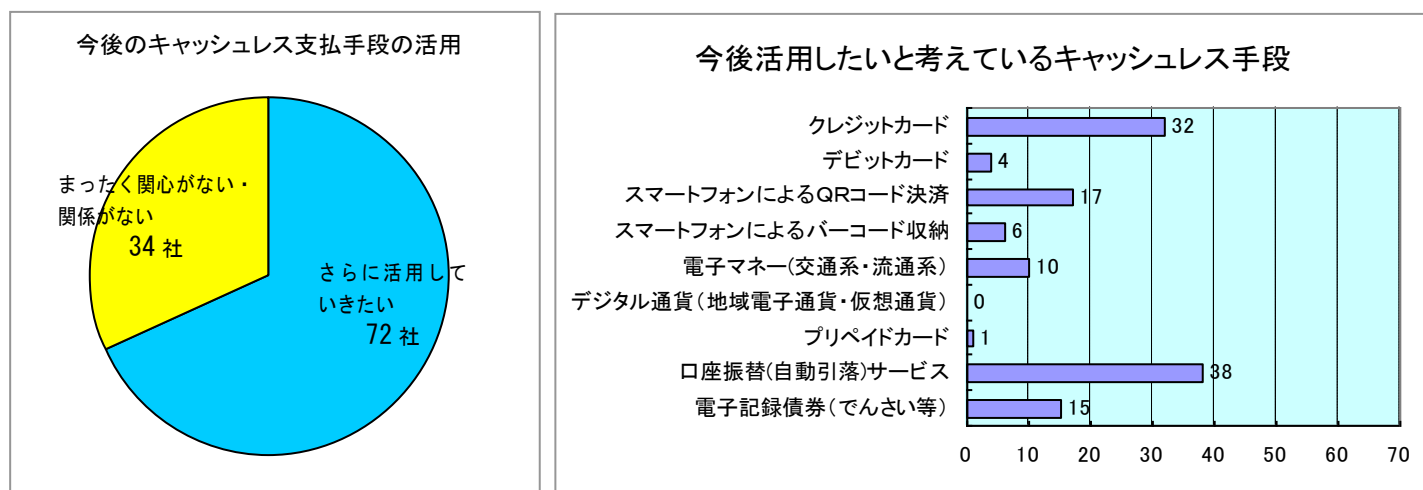 今後のキャッシュレス支払手段の活用
まったく関心がない・
関係がない
34 社
さらに活用して
いきたい
72 社
今後活用したいと考えているキャッシュレス手段
クレジットカード
32
デビットカード
4
スマートフォンによるQRコード決済
17
スマートフォンによるバーコード収納
6
電子マネー(交通系・流通系)
10
デジタル通貨(地域電子通貨・仮想通貨)
0
プリペイドカード
1
口座振替(自動引落)サービス
38
電子記録債券(でんさい等)
15
0 10 20 30 40 50 60 70